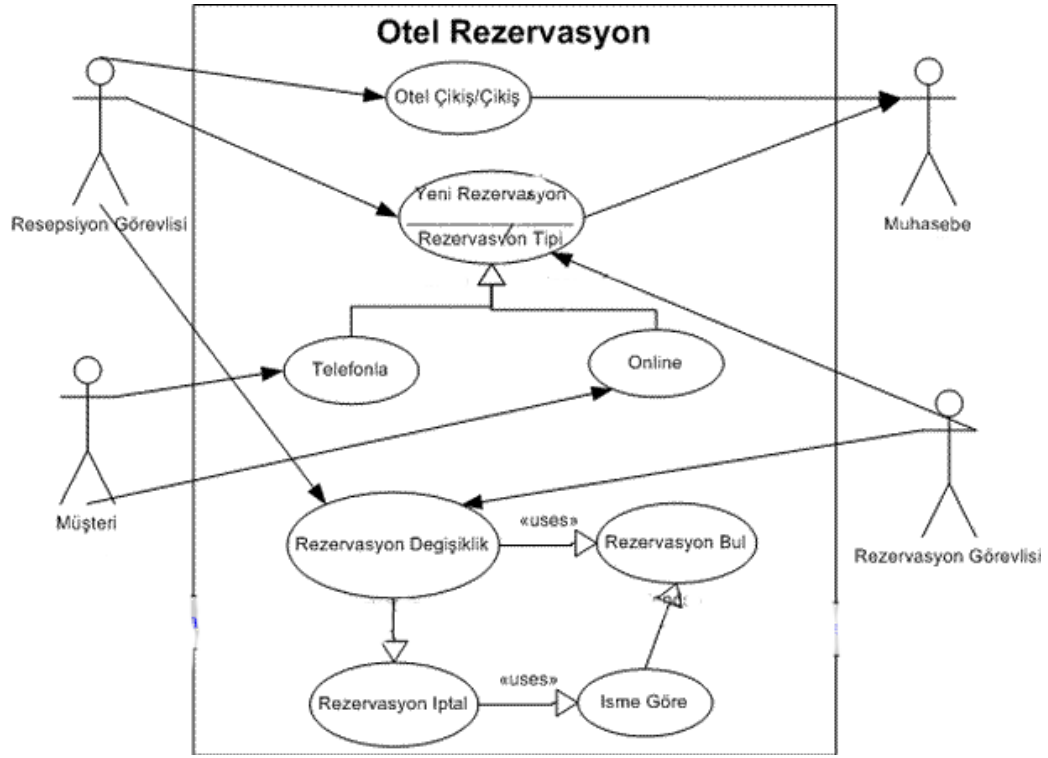 Otel Rezervasyon
Otel Çikiş/Çikiş
Yeni Rezervasyon
Rezervasyon Tipi
Resepsiyon Görevlisi
Muhasebe
Telefonla
Online
Müşteri
Rezervasyon Görevlisi
Rezervasyon Degişiklik
«uses»
Rezervasyon Bul
Rezervasyon Iptal
«uses»
Isme Göre